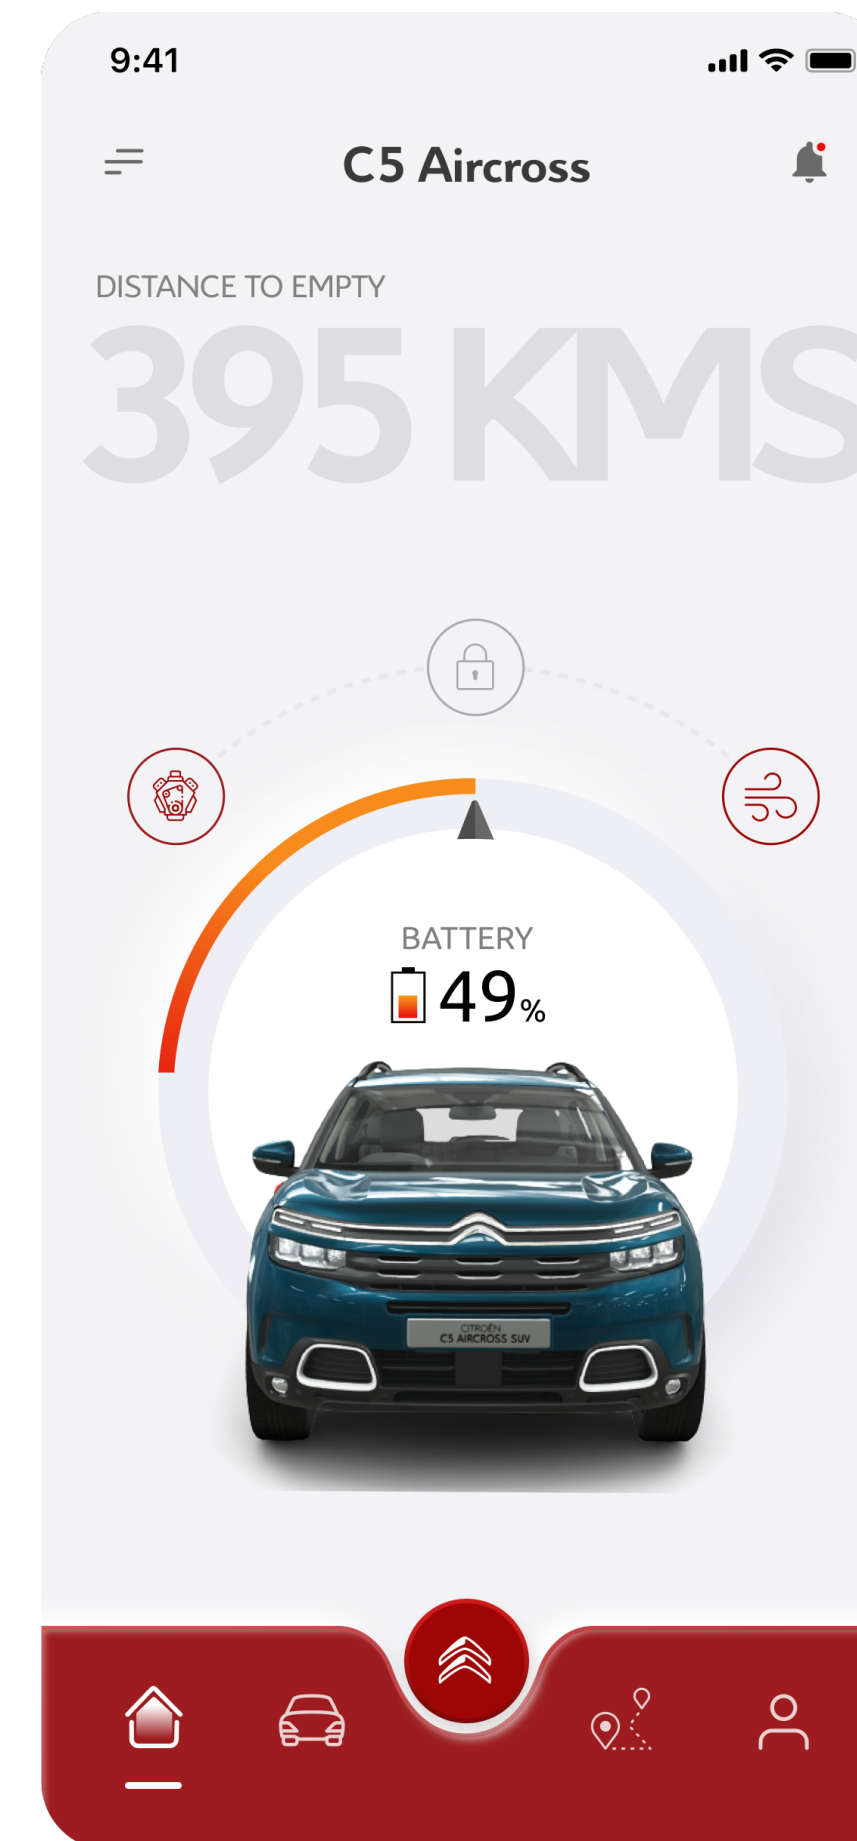 9:41
C5 Aircross
DISTANCE TO EMPTY
395 KMS
BATTERY
49%
CITROËN
C5 AIRCROSS SUV